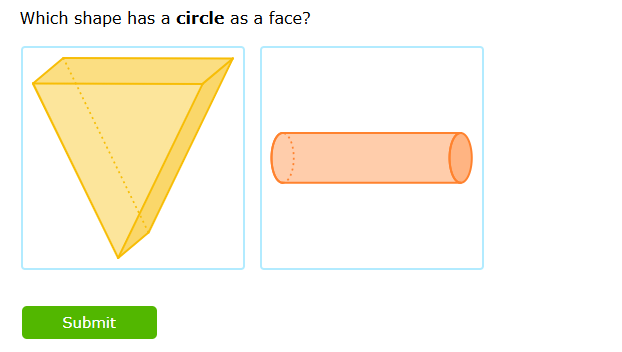 Which shape has a circle as a face?
Submit